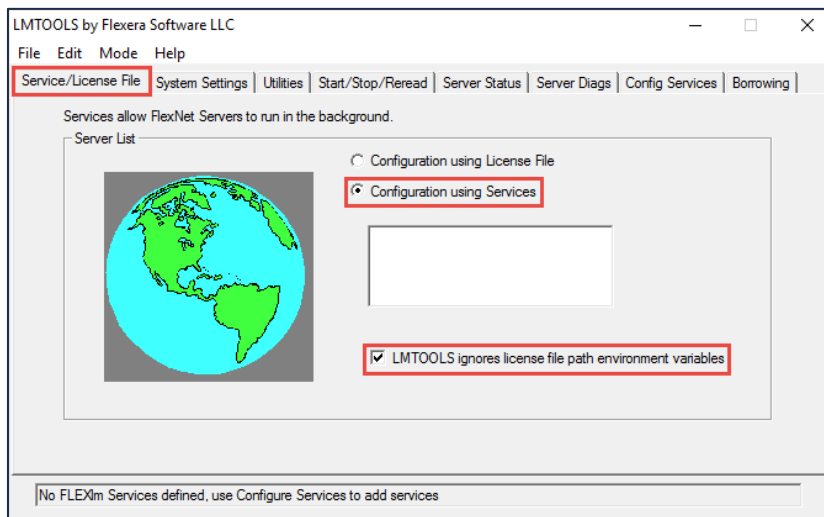 LMTOOLS by Flexera Software LLC
File Edit Mode Help
Service/License File System Settings Utilities Start/Stop/Reread Server Status Server Diags Config Services Borrowing
Services allow FlexNet Servers to run in the background.
Server List
Configuration using License File
Configuration using Services
LMTOOLS ignores license file path environment variables
No FLEXlm Services defined, use Configure Services to add services